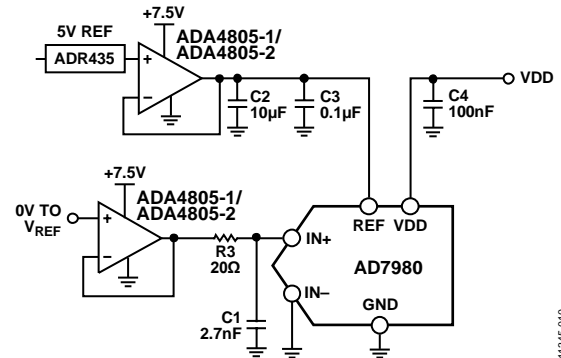 +7.5V
5V REF
ADR435
ADA4805-1/
ADA4805-2
+
−
C2
10µF
C3
0.1µF
C4
100nF
VDD
+7.5V
ADA4805-1/
ADA4805-2
0V TO
VREF
+
−
R3
20Ω
C1
2.7nF
IN+
IN−
REF
VDD
AD7980
GND